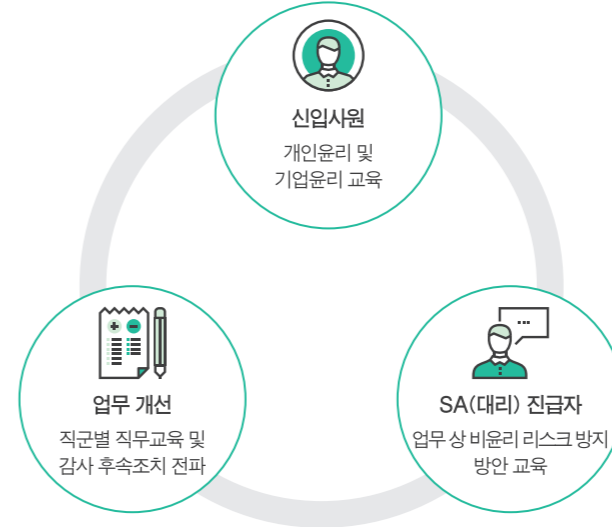 신입사원
개인윤리 및
기업윤리 교육
업무 개선
직군별 직무교육 및
감사 후속조치 전파
SA(대리) 진급자
업무 상 비윤리 리스크 방지
방안 교육